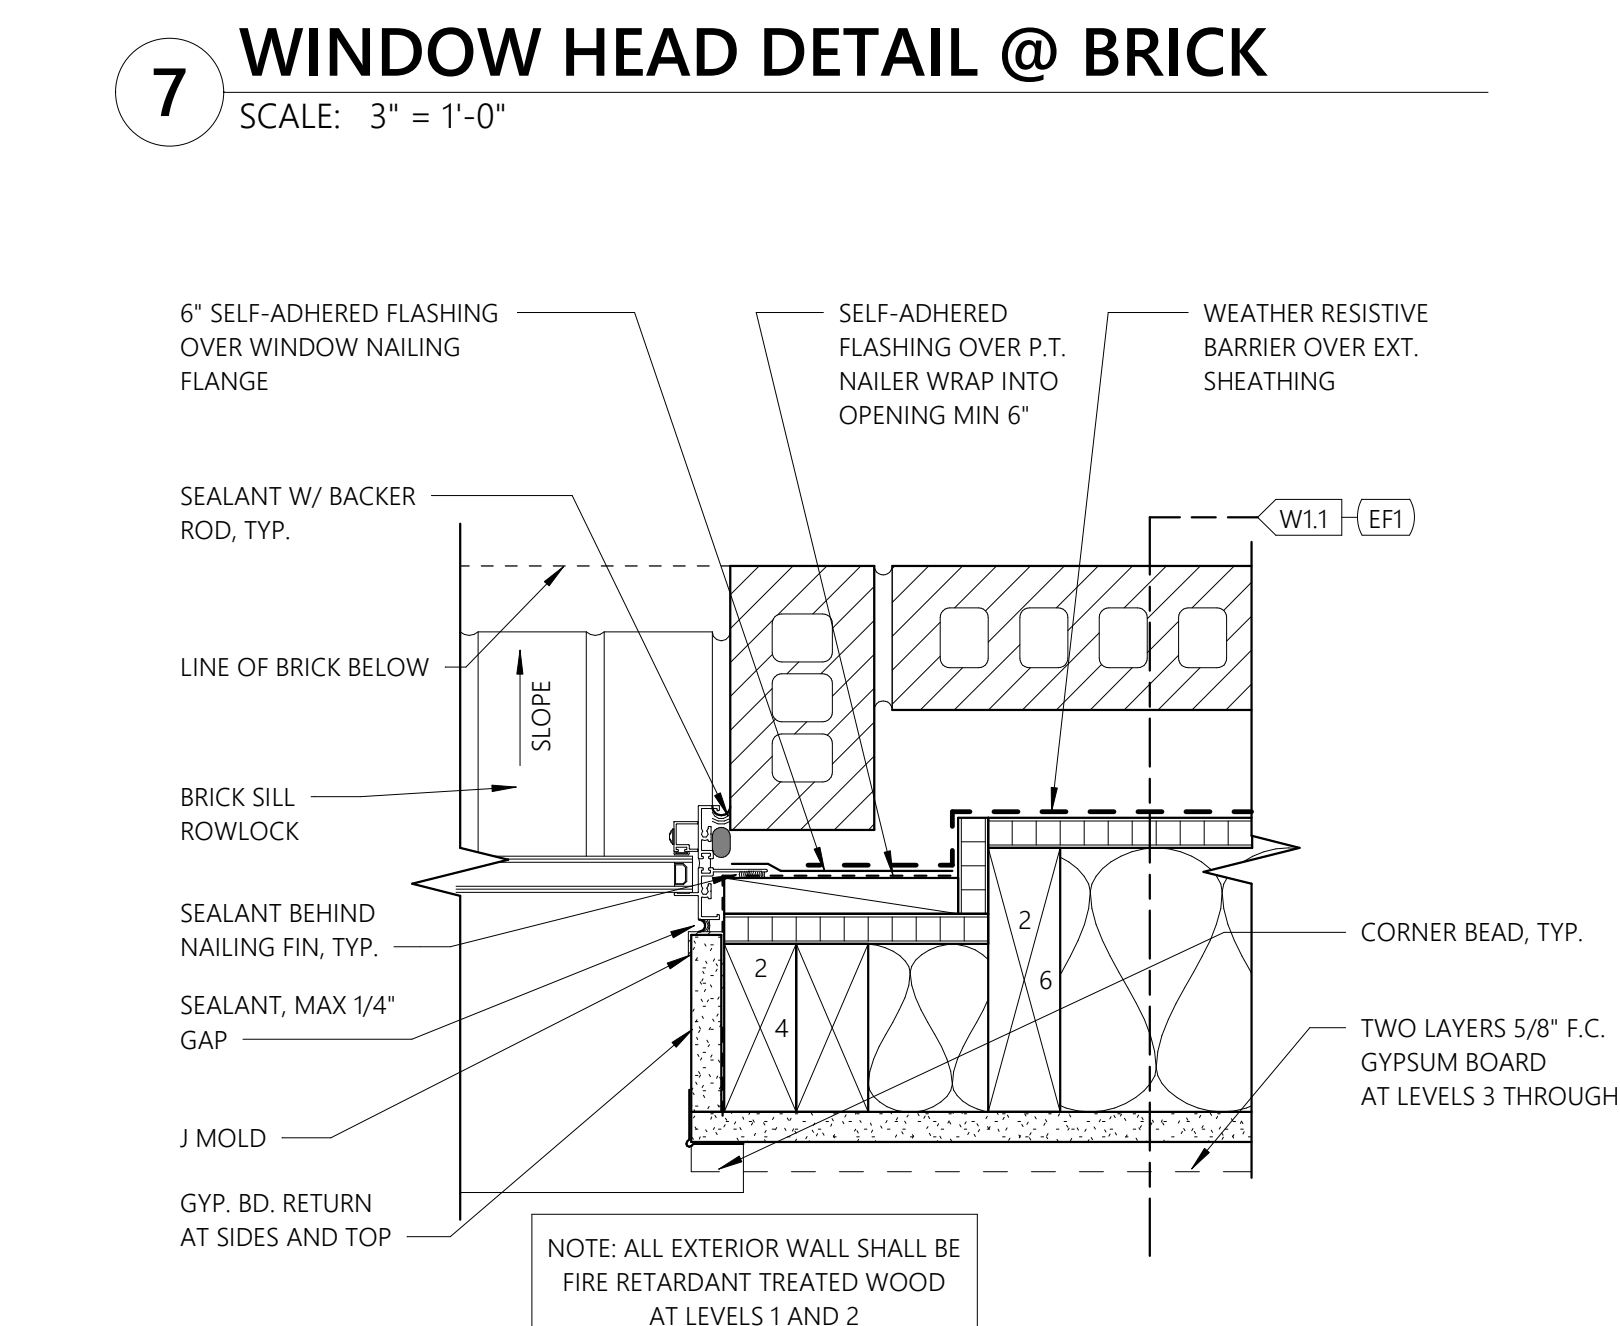 7
WINDOW HEAD DETAIL @ BRICK
SCALE: 3" = 1'-0"
6" SELF-ADHERED FLASHING
OVER WINDOW NAILING
FLANGE
SELF-ADHERED
FLASHING OVER P.T.
NAILER WRAP INTO
OPENING MIN 6"
WEATHER RESISTIVE
BARRIER OVER EXT.
SHEATHING
SEALANT W/ BACKER
ROD, TYP.
W1.1
EF1
LINE OF BRICK BELOW
SLOPE
BRICK SILL
ROWLOCK
SEALANT BEHIND
NAILING FIN, TYP.
SEALANT, MAX 1/4"
GAP
2
4
2
6
CORNER BEAD, TYP.
TWO LAYERS 5/8" F.C.
GYPSUM BOARD
AT LEVELS 3 THROUGH
J MOLD
GYP. BD. RETURN
AT SIDES AND TOP
NOTE: ALL EXTERIOR WALL SHALL BE
FIRE RETARDANT TREATED WOOD
AT LEVELS 1 AND 2